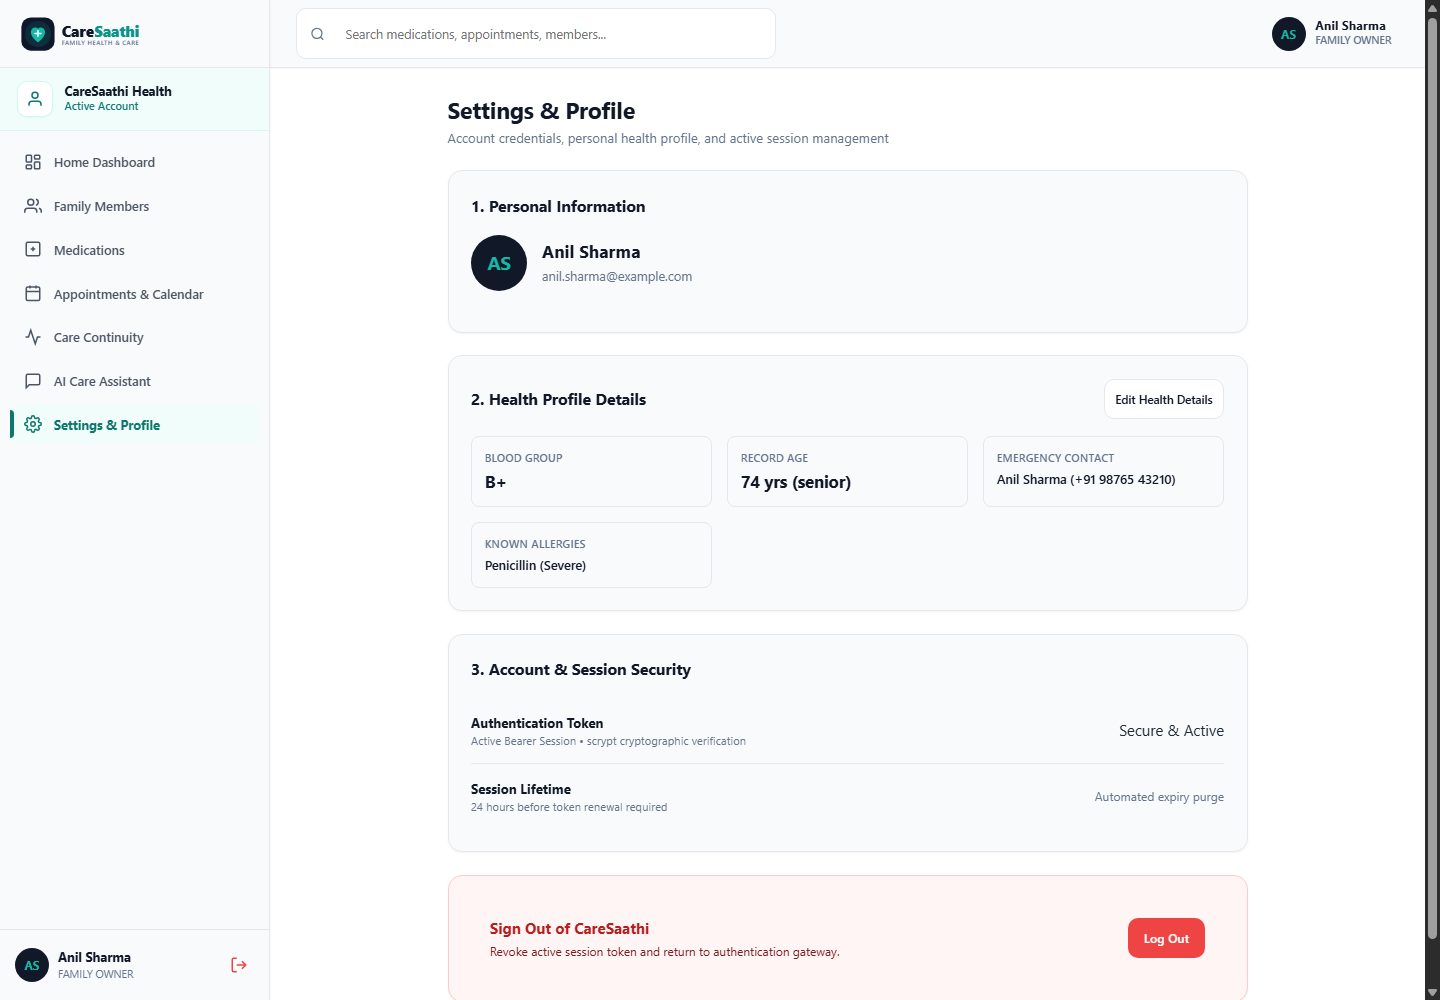 CareSaathi
FAMILY HEALTH & CARE
Search medications, appointments, members...
AS
Anil Sharma
FAMILY OWNER
CareSaathi Health
Active Account
Home Dashboard
Family Members
Medications
Appointments & Calendar
Care Continuity
AI Care Assistant
Settings & Profile
AS
Anil Sharma
FAMILY OWNER
Settings & Profile
Account credentials, personal health profile, and active session management
1. Personal Information
AS
Anil Sharma
anil.sharma@example.com
2. Health Profile Details
Edit Health Details
BLOOD GROUP
B+
RECORD AGE
74 yrs (senior)
EMERGENCY CONTACT
Anil Sharma (+91 98765 43210)
KNOWN ALLERGIES
Penicillin (Severe)
3. Account & Session Security
Authentication Token
Active Bearer Session • scrypt cryptographic verification
Secure & Active
Session Lifetime
24 hours before token renewal required
Automated expiry purge
Sign Out of CareSaathi
Revoke active session token and return to authentication gateway.
Log Out